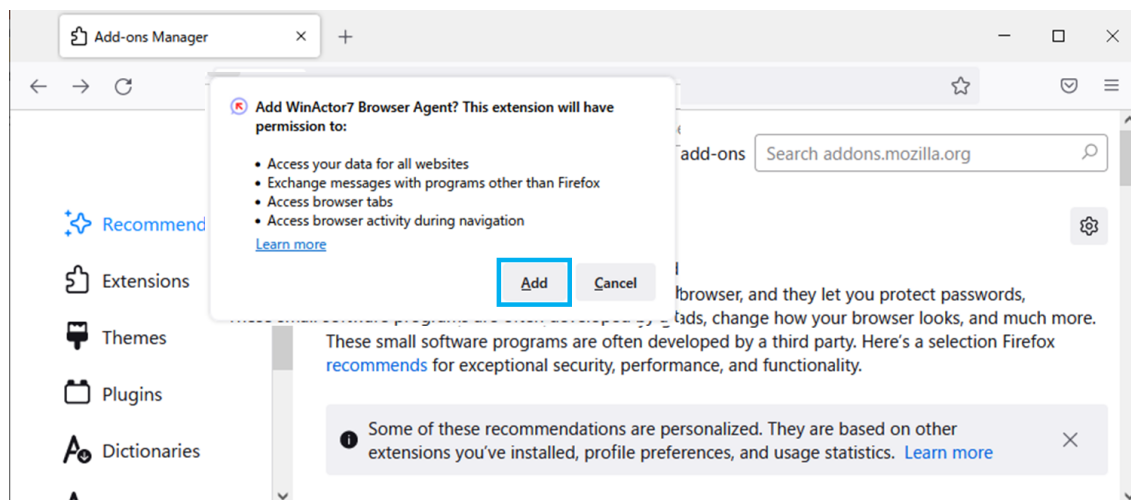 Add-ons Manager
Add WinActor7 Browser Agent? This extension will have
permission to:
• Access your data for all websites
• Exchange messages with programs other than Firefox
• Access browser tabs
• Access browser activity during navigation
Learn more
Add
Cancel
add-ons
Search addons.mozilla.org
Recommend
Extensions
Themes
Plugins
Dictionaries
browser, and they let you protect passwords,
ads, change how your browser looks, and much more.
These small software programs are often developed by a third party. Here's a selection Firefox
recommends for exceptional security, performance, and functionality.
Some of these recommendations are personalized. They are based on other
extensions you've installed, profile preferences, and usage statistics. Learn more